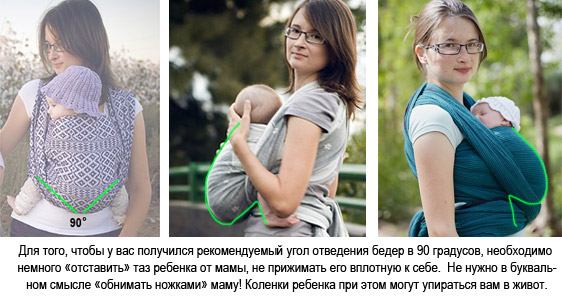 90°
Для того, чтобы у вас получился рекомендуемый угол отведения бедер в 90 градусов, необходимо
немного «отставить» таз ребенка от мамы, не прижимать его вплотную к себе.  Не нужно в букваль-
ном смысле «обнимать ножками» маму! Коленки ребенка при этом могут упираться вам в живот.